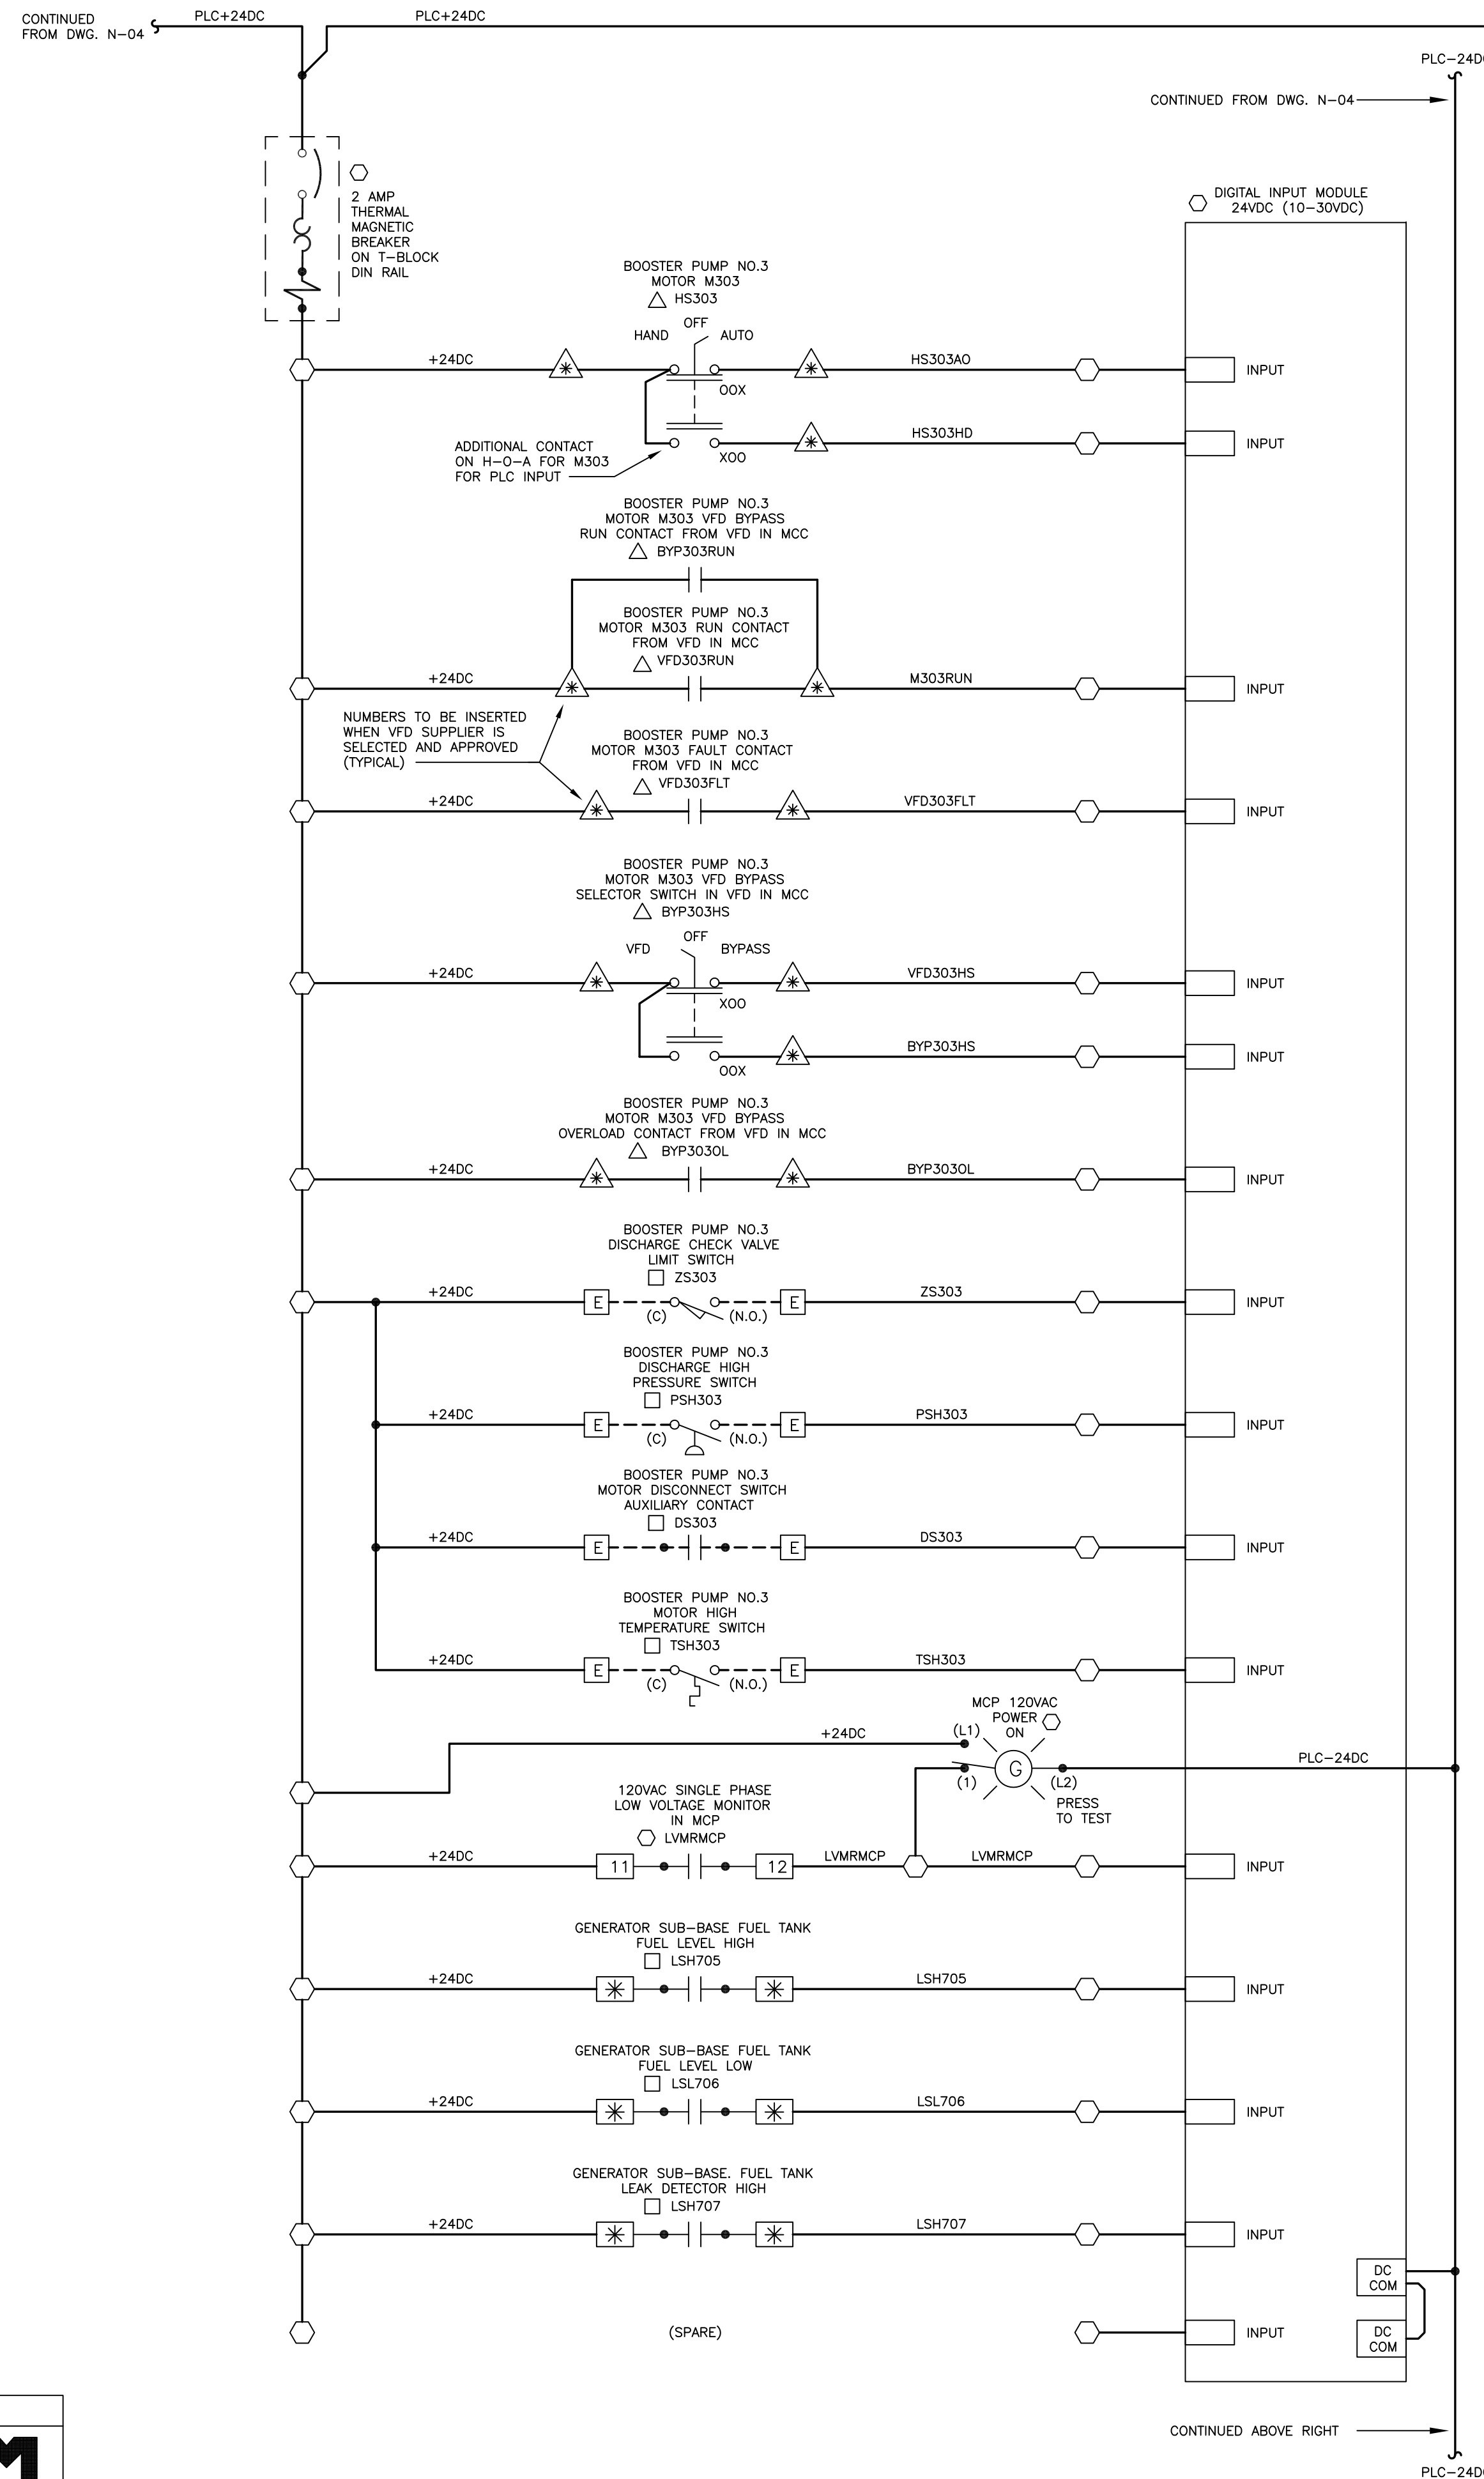 CONTINUED
FROM DWG. N-04
PLC+24DC
PLC+24DC
PLC-24D
CONTINUED FROM DWG. N-04
2 AMP
THERMAL
MAGNETIC
BREAKER
ON T-BLOCK
DIN RAIL
DIGITAL INPUT MODULE
24VDC (10-30VDC)
BOOSTER PUMP NO.3
MOTOR M303
HS303
OFF
HAND AUTO
+24DC
*
*
HS303AO
INPUT
OOX
*
HS303HD
INPUT
XOO
ADDITIONAL CONTACT
ON H-O-A FOR M303
FOR PLC INPUT
BOOSTER PUMP NO.3
MOTOR M303 VFD BYPASS
RUN CONTACT FROM VFD IN MCC
BYP303RUN
BOOSTER PUMP NO.3
MOTOR M303 RUN CONTACT
FROM VFD IN MCC
VFD303RUN
+24DC
*
*
M303RUN
INPUT
NUMBERS TO BE INSERTED
WHEN VFD SUPPLIER IS
SELECTED AND APPROVED
(TYPICAL)
BOOSTER PUMP NO.3
MOTOR M303 FAULT CONTACT
FROM VFD IN MCC
VFD303FLT
+24DC
*
*
VFD303FLT
INPUT
BOOSTER PUMP NO.3
MOTOR M303 VFD BYPASS
SELECTOR SWITCH IN VFD IN MCC
BYP303HS
OFF
VFD BYPASS
+24DC
*
*
VFD303HS
INPUT
XOO
*
BYP303HS
INPUT
OOX
BOOSTER PUMP NO.3
MOTOR M303 VFD BYPASS
OVERLOAD CONTACT FROM VFD IN MCC
BYP303OL
+24DC
*
*
BYP303OL
INPUT
BOOSTER PUMP NO.3
DISCHARGE CHECK VALVE
LIMIT SWITCH
ZS303
+24DC
E
E
ZS303
INPUT
(C) (N.O.)
BOOSTER PUMP NO.3
DISCHARGE HIGH
PRESSURE SWITCH
PSH303
+24DC
E
E
PSH303
INPUT
(C) (N.O.)
BOOSTER PUMP NO.3
MOTOR DISCONNECT SWITCH
AUXILIARY CONTACT
DS303
+24DC
E
E
DS303
INPUT
BOOSTER PUMP NO.3
MOTOR HIGH
TEMPERATURE SWITCH
TSH303
+24DC
E
E
TSH303
INPUT
(C) (N.O.)
MCP 120VAC
POWER
ON
+24DC
(L1)
G
(1)
(L2)
PLC-24DC
PRESS
TO TEST
120VAC SINGLE PHASE
LOW VOLTAGE MONITOR
IN MCP
LVMRMCP
+24DC
11
12
LVMRMCP
LVMRMCP
INPUT
GENERATOR SUB-BASE FUEL TANK
FUEL LEVEL HIGH
LSH705
+24DC
*
*
LSH705
INPUT
GENERATOR SUB-BASE FUEL TANK
FUEL LEVEL LOW
LSL706
+24DC
*
*
LSL706
INPUT
GENERATOR SUB-BASE. FUEL TANK
LEAK DETECTOR HIGH
LSH707
+24DC
*
*
LSH707
INPUT
DC
COM
(SPARE)
INPUT
DC
COM
CONTINUED ABOVE RIGHT
PLC-24D